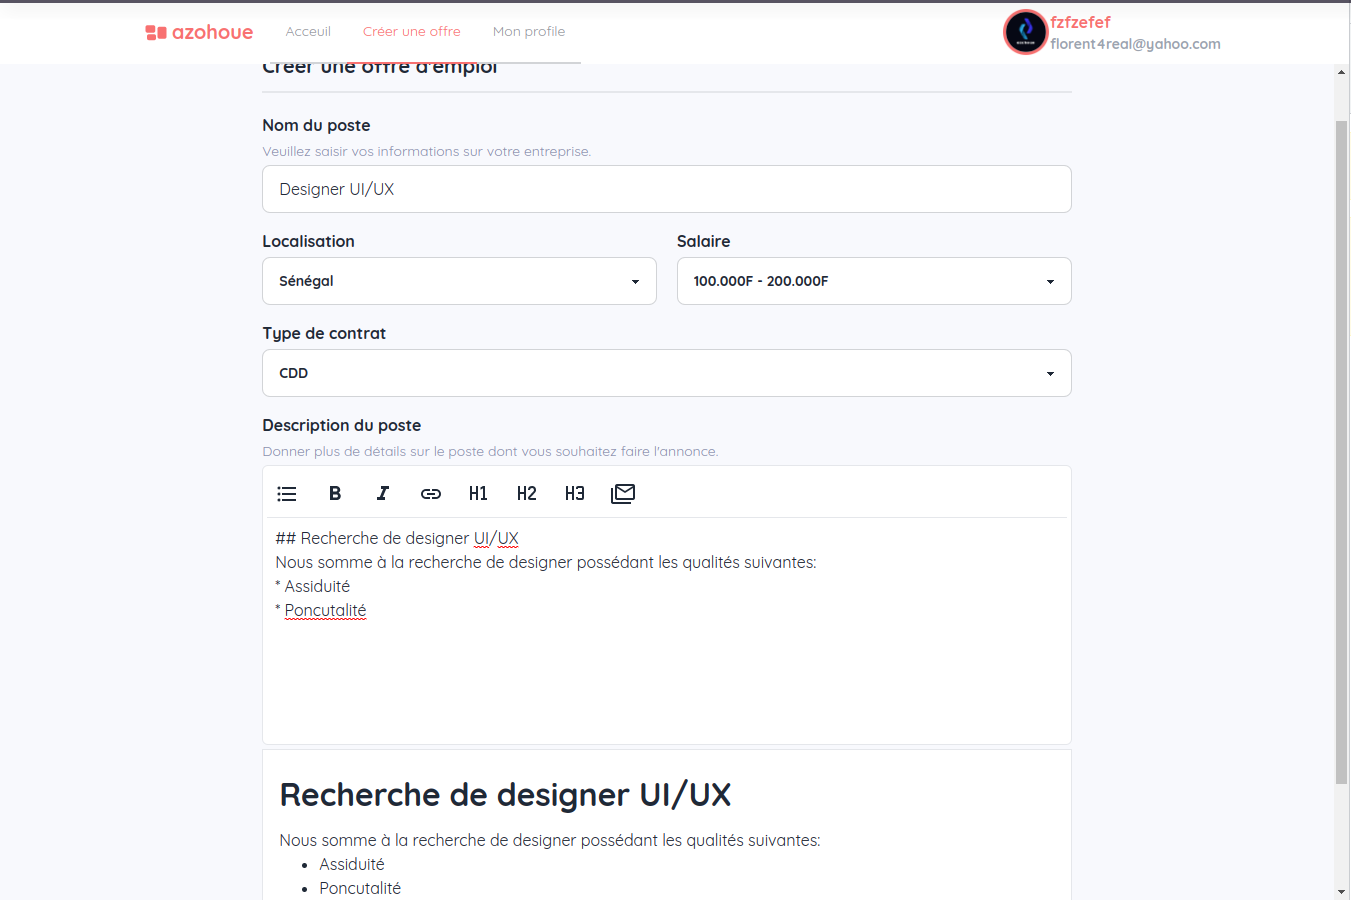 azohoue
Acceuil
Créer une offre
Mon profile
fzfzefef
florent4real@yahoo.com
Créer une offre d'emploi
Nom du poste
Veuillez saisir vos informations sur votre entreprise.
Designer UI/UX
Localisation
Salaire
Sénégal
100.000F - 200.000F
Type de contrat
CDD
Description du poste
Donner plus de détails sur le poste dont vous souhaitez faire l'annonce.
B I H1 H2 H3
## Recherche de designer UI/UX
Nous somme à la recherche de designer possédant les qualités suivantes:
* Assiduité
* Poncutalité
Recherche de designer UI/UX
Nous somme à la recherche de designer possédant les qualités suivantes:
• Assiduité
• Poncutalité